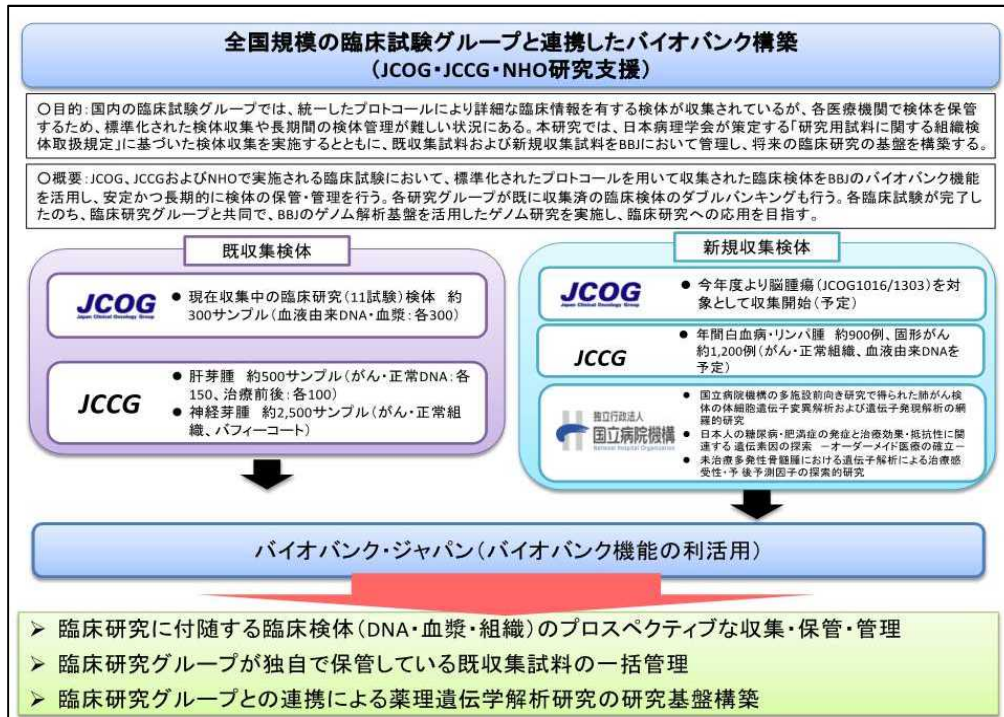 全国規模の臨床試験グループと連携したバイオバンク構築
(JCOG・JCCG・NHO研究支援)
○目的:国内の臨床試験グループでは、統一したプロトコールにより詳細な臨床情報を有する検体が収集されているが、各医療機関で検体を保管
するため、標準化された検体収集や長期間の検体管理が難しい状況にある。本研究では、日本病理学会が策定する「研究用試料に関する組織検
体取扱規定」に基づいた検体収集を実施するとともに、既収集試料および新規収集試料をBBJにおいて管理し、将来の臨床研究の基盤を構築する。
○概要:JCOG、JCCGおよびNHOで実施される臨床試験において、標準化されたプロトコールを用いて収集された臨床検体をBBJのバイオバンク機能
を活用し、安定かつ長期的に検体の保管・管理を行う。各研究グループが既に収集済の臨床検体のダブルバンキングも行う。各臨床試験が完了し
たのち、臨床研究グループと共同で、BBJのゲノム解析基盤を活用したゲノム研究を実施し、臨床研究への応用を目指す。
既収集検体
JCOG
Japan Clinical Oncology Group
● 現在収集中の臨床研究(11試験)検体 約
300サンプル(血液由来DNA・血漿:各300)
JCCG
● 肝芽腫 約500サンプル(がん・正常DNA:各
150、治療前後:各100)
● 神経芽腫 約2,500サンプル(がん・正常組
織、バフィーコート)
新規収集検体
JCOG
Japan Clinical Oncology Group
● 今年度より脳腫瘍(JCOG1016/1303)を対
象として収集開始(予定)
JCCG
● 年間白血病・リンパ腫 約900例、固形がん
約1,200例(がん・正常組織、血液由来DNAを
予定)
独立行政法人
国立病院機構
National Hospital Organization
● 国立病院機構の多施設前向き研究で得られた肺がん検
体の体細胞遺伝子変異解析および遺伝子発現解析の網
羅的研究
● 日本人の糖尿病・肥満症の発症と治療効果・抵抗性に関
連する遺伝素因の探索 －オーダーメイド医療の確立－
● 未治療多発性骨髄腫における遺伝子解析による治療感
受性・予後予測因子の探索的研究
バイオバンク・ジャパン(バイオバンク機能の利活用)
➢ 臨床研究に付随する臨床検体(DNA・血漿・組織)のプロスペクティブな収集・保管・管理
➢ 臨床研究グループが独自で保管している既収集試料の一括管理
➢ 臨床研究グループとの連携による薬理遺伝学解析研究の研究基盤構築